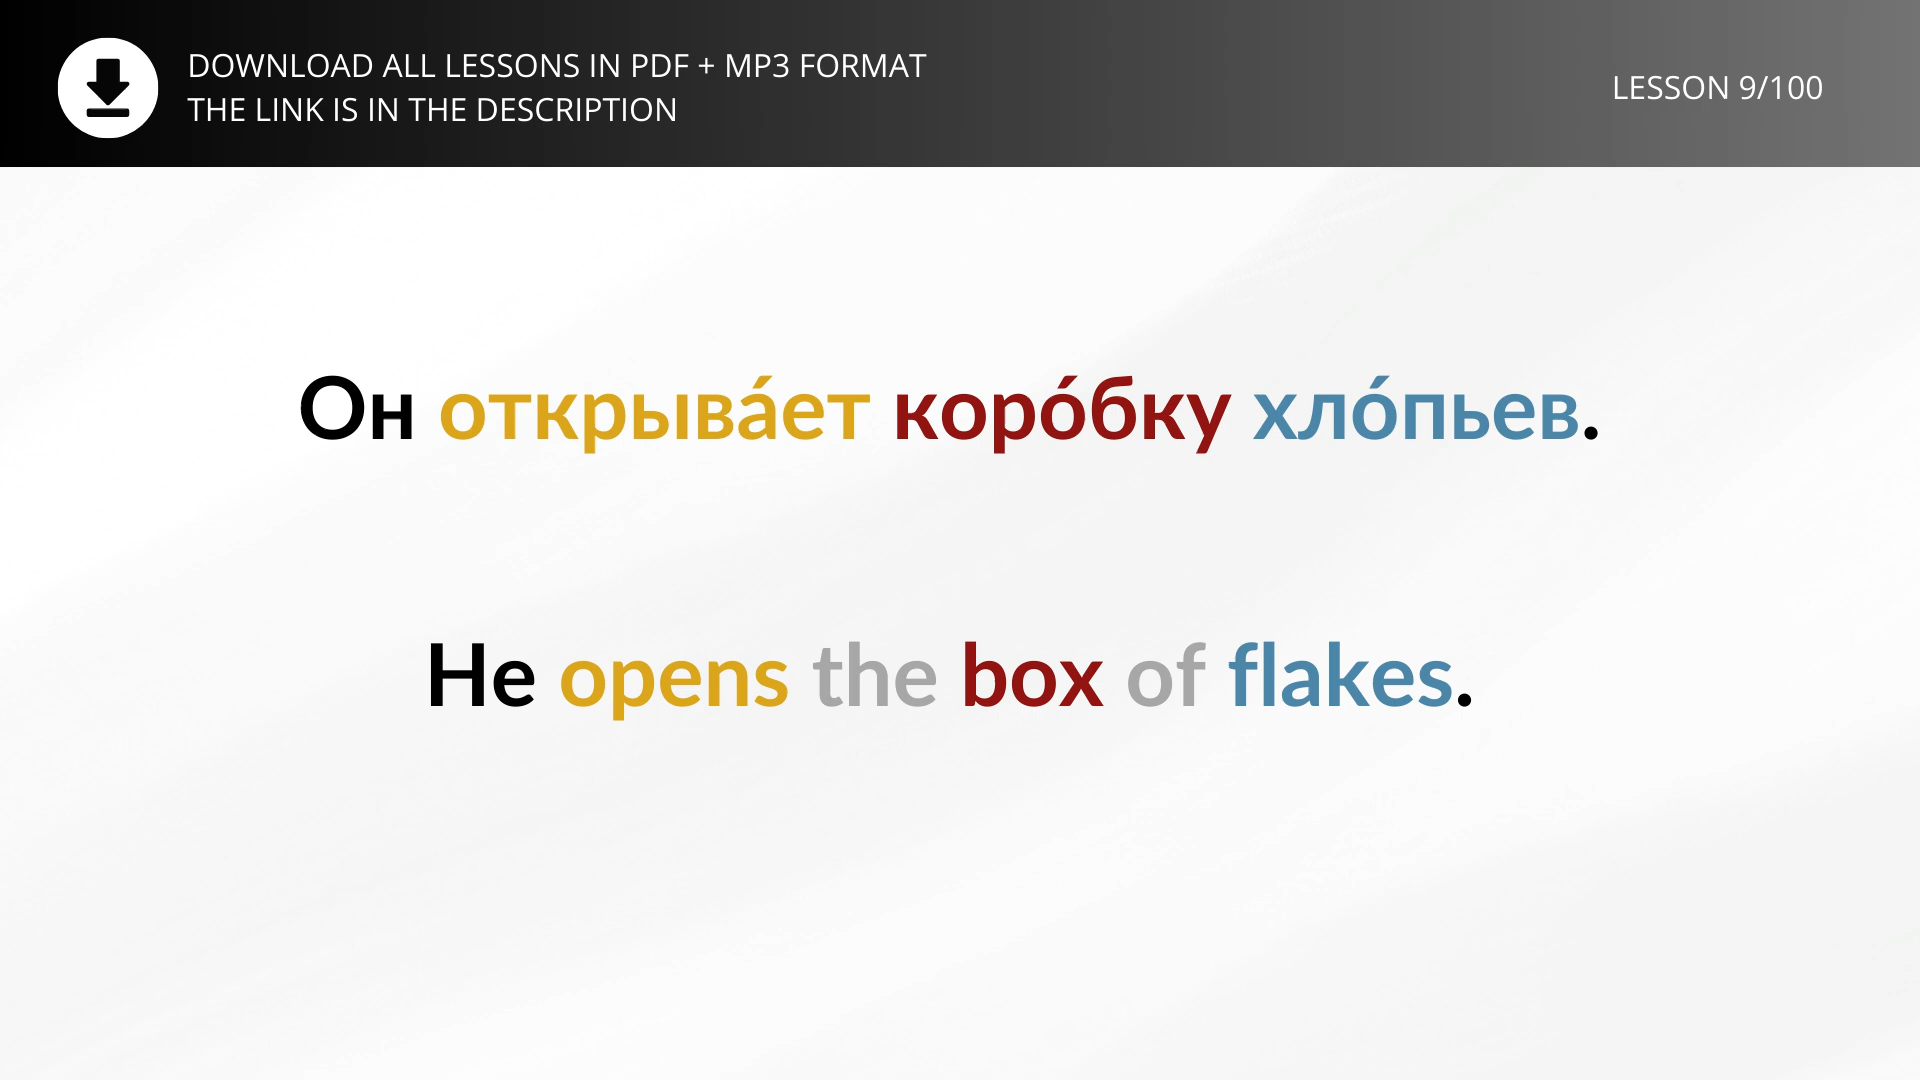 DOWNLOAD ALL LESSONS IN PDF + MP3 FORMAT
THE LINK IS IN THE DESCRIPTION
LESSON 9/100
Он открыва́ет коро́бку хло́пьев.
He opens the box of flakes.